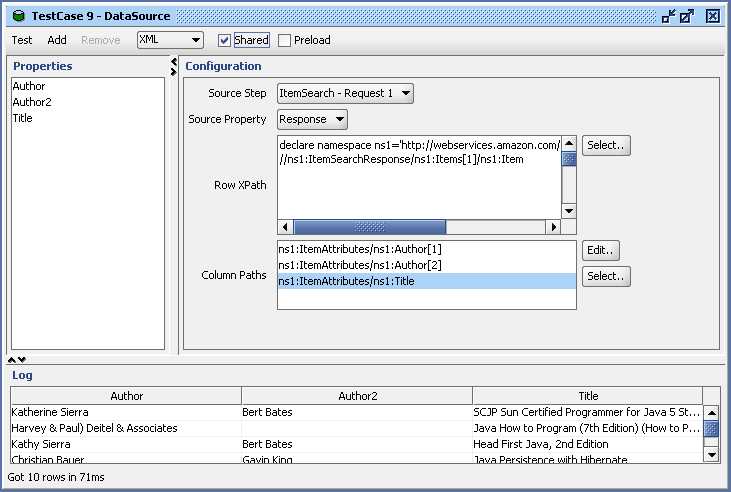 TestCase 9 - DataSource
Test Add Remove XML Shared Preload
Properties
Author
Author2
Title
Configuration
Source Step ItemSearch - Request 1
Source Property Response
Row XPath
declare namespace ns1='http://webservices.amazon.com/
//ns1:ItemSearchResponse/ns1:Items[1]/ns1:Item
Select..
Column Paths
ns1:ItemAttributes/ns1:Author[1]
ns1:ItemAttributes/ns1:Author[2]
ns1:ItemAttributes/ns1:Title
Edit..
Select..
Log
Author Author2 Title
Katherine Sierra Bert Bates SCJP Sun Certified Programmer for Java 5 St...
Harvey & Paul) Deitel & Associates Java How to Program (7th Edition) (How to P...
Kathy Sierra Bert Bates Head First Java, 2nd Edition
Christian Bauer Gavin King Java Persistence with Hibernate
Got 10 rows in 71ms